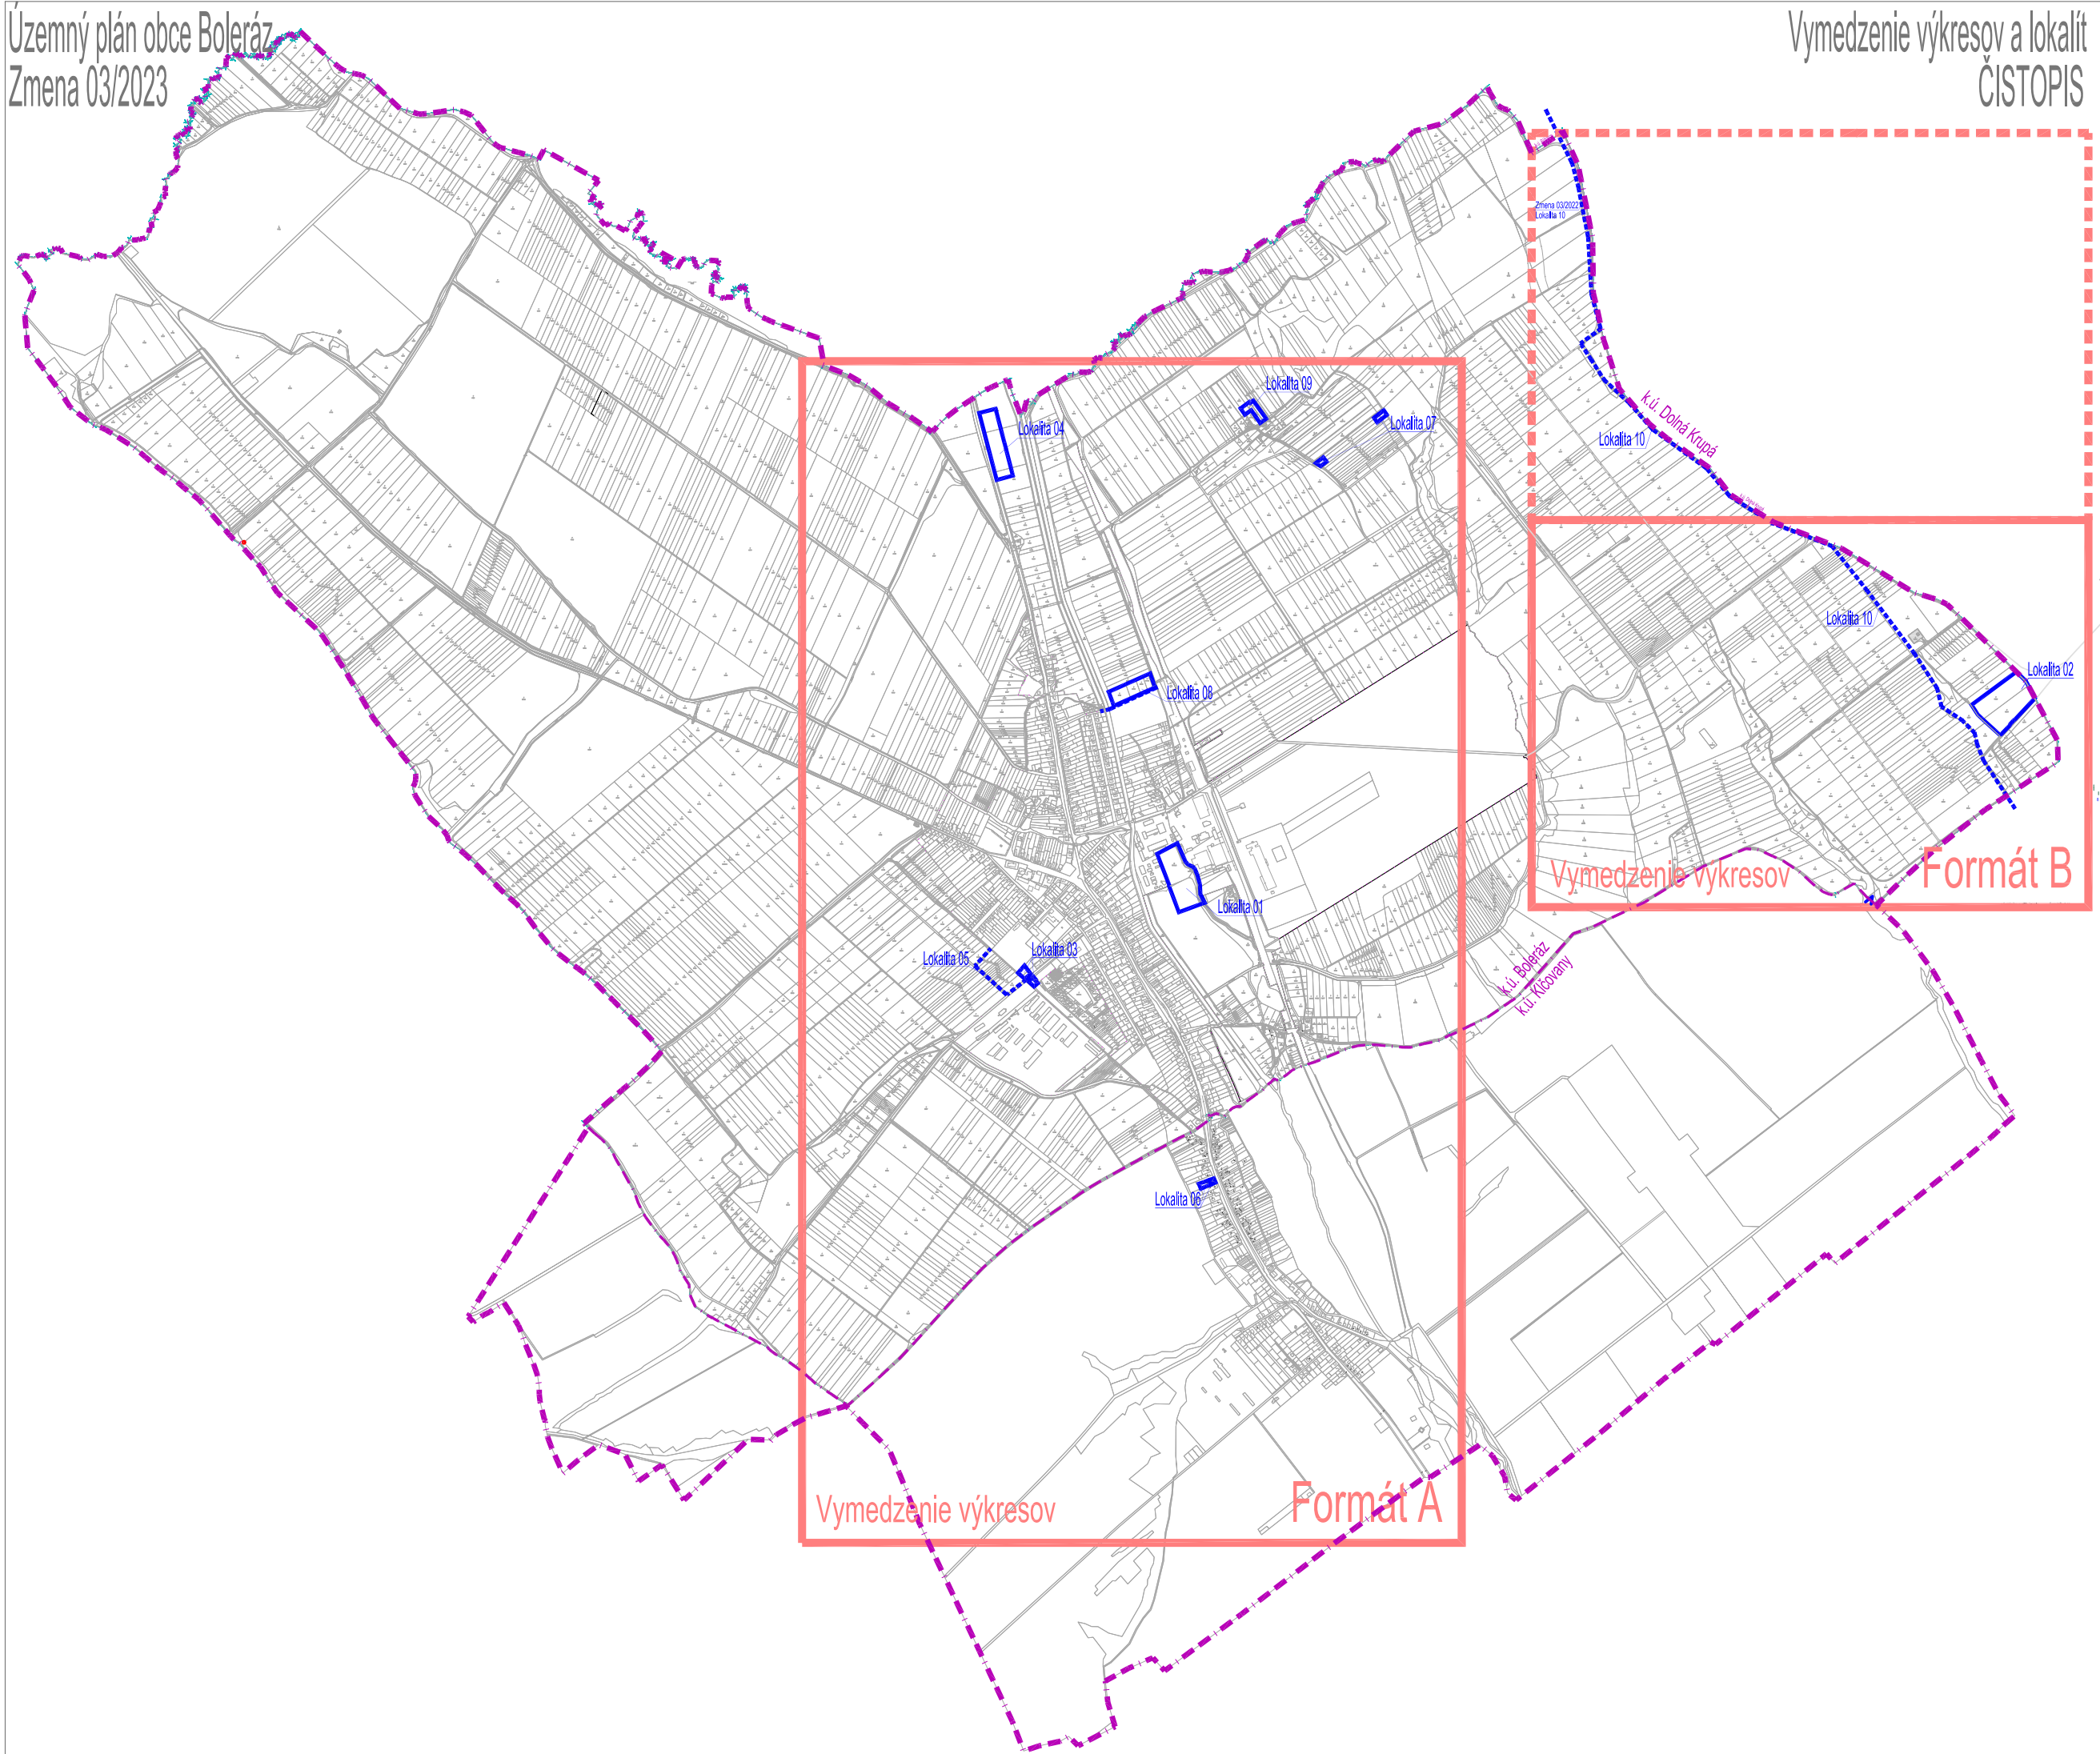 Územný plán obce Boleráz
Zmena 03/2023
Vymedzenie výkresov a lokalít
ČISTOPIS
Zmena 03/2022
Lokalita 10
Lokalita 09
Lokalita 07
Lokalita 04
k.ú. Dolná Krupá
Lokalita 10
Lokalita 10
Lokalita 02
Lokalita 08
Vymedzenie výkresov
Formát B
Lokalita 01
Lokalita 03
Lokalita 05
k.ú. Boleráz
k.ú. Klčovany
Lokalita 06
Vymedzenie výkresov
Formát A